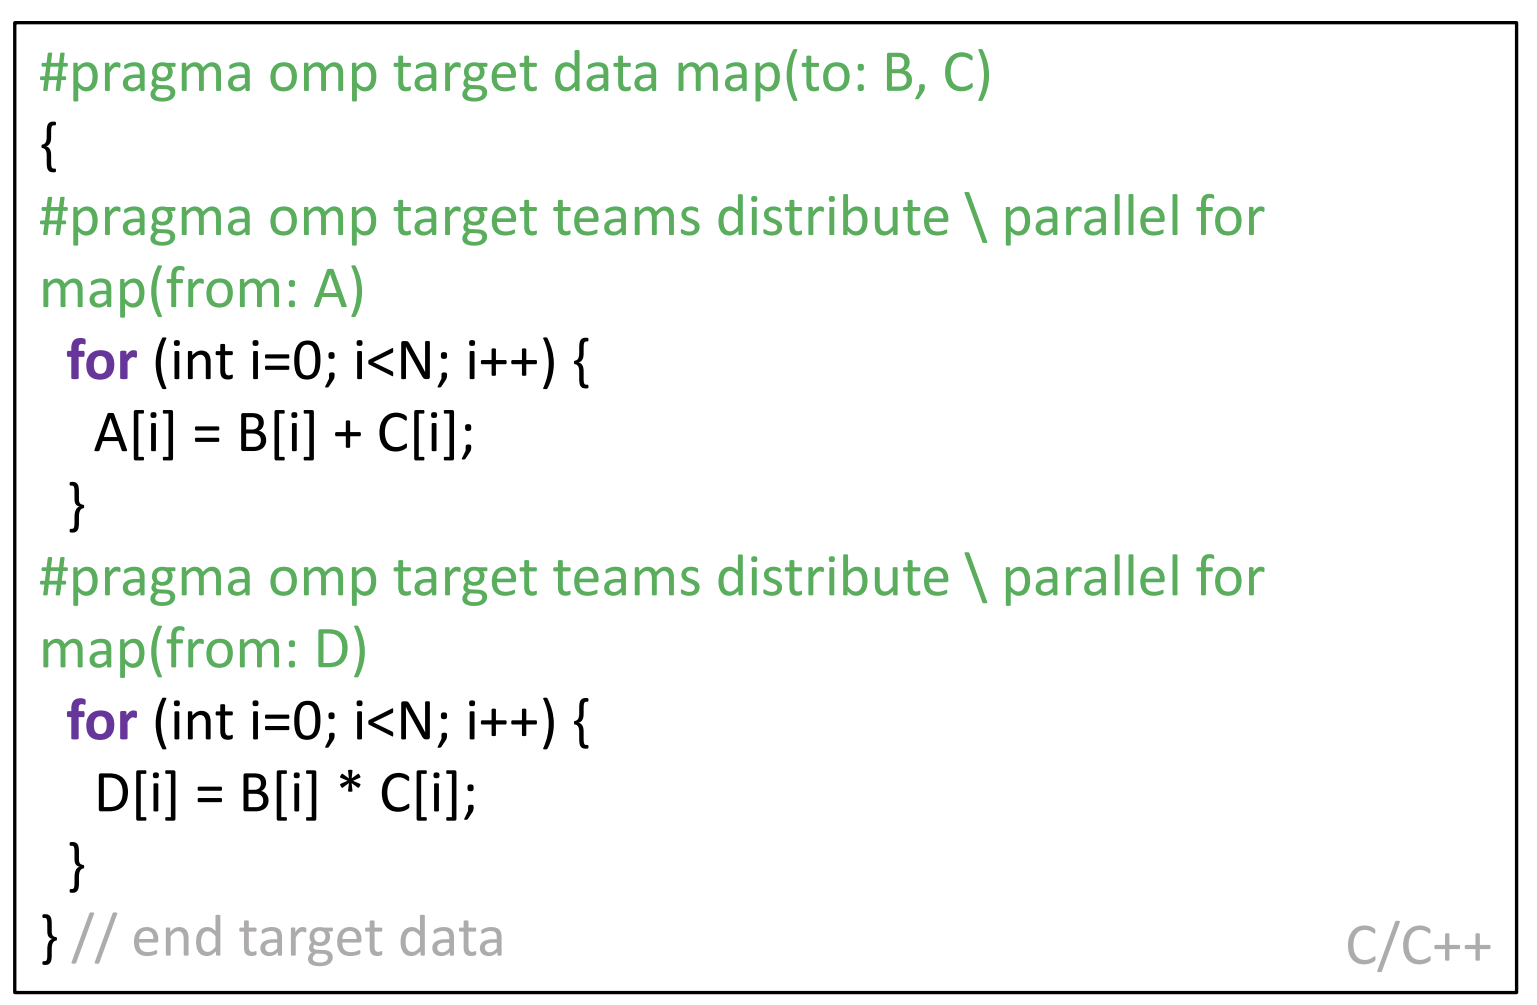 #pragma omp target data map(to: B, C)
{
#pragma omp target teams distribute \ parallel for
map(from: A)
for (int i=0; i<N; i++) {
A[i] = B[i] + C[i];
}
#pragma omp target teams distribute \ parallel for
map(from: D)
for (int i=0; i<N; i++) {
D[i] = B[i] * C[i];
}
} // end target data
C/C++